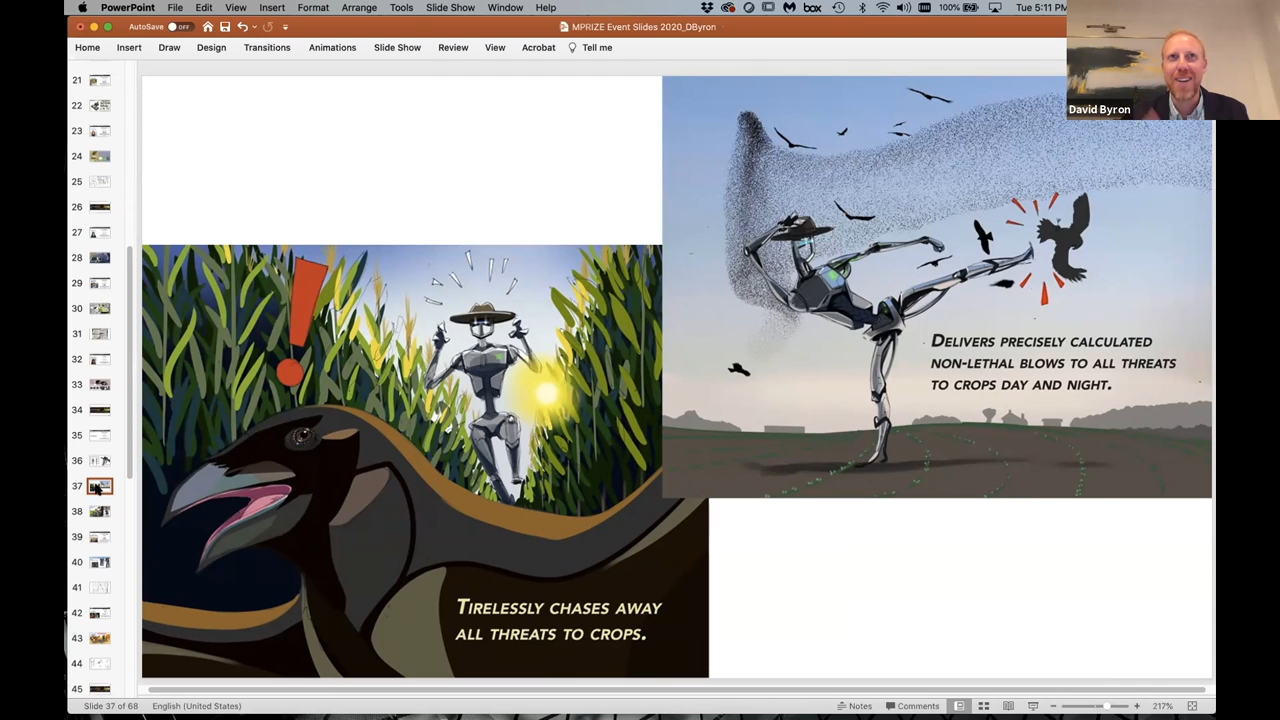 PowerPoint File Edit View Insert Format Arrange Tools Slide Show Window Help
box 100% Tue 5:11 PM
AutoSave OFF
MPRIZE Event Slides 2020_DByron
Home Insert Draw Design Transitions Animations Slide Show Review View Acrobat Tell me
David Byron
21
22
23
24
25
26
27
28
29
30
31
32
33
34
35
36
37
38
39
40
41
42
43
44
45
!
DELIVERS PRECISELY CALCULATED
NON-LETHAL BLOWS TO ALL THREATS
TO CROPS DAY AND NIGHT.
TIRELESSLY CHASES AWAY
ALL THREATS TO CROPS.
Slide 37 of 68 English (United States) Notes Comments 217%